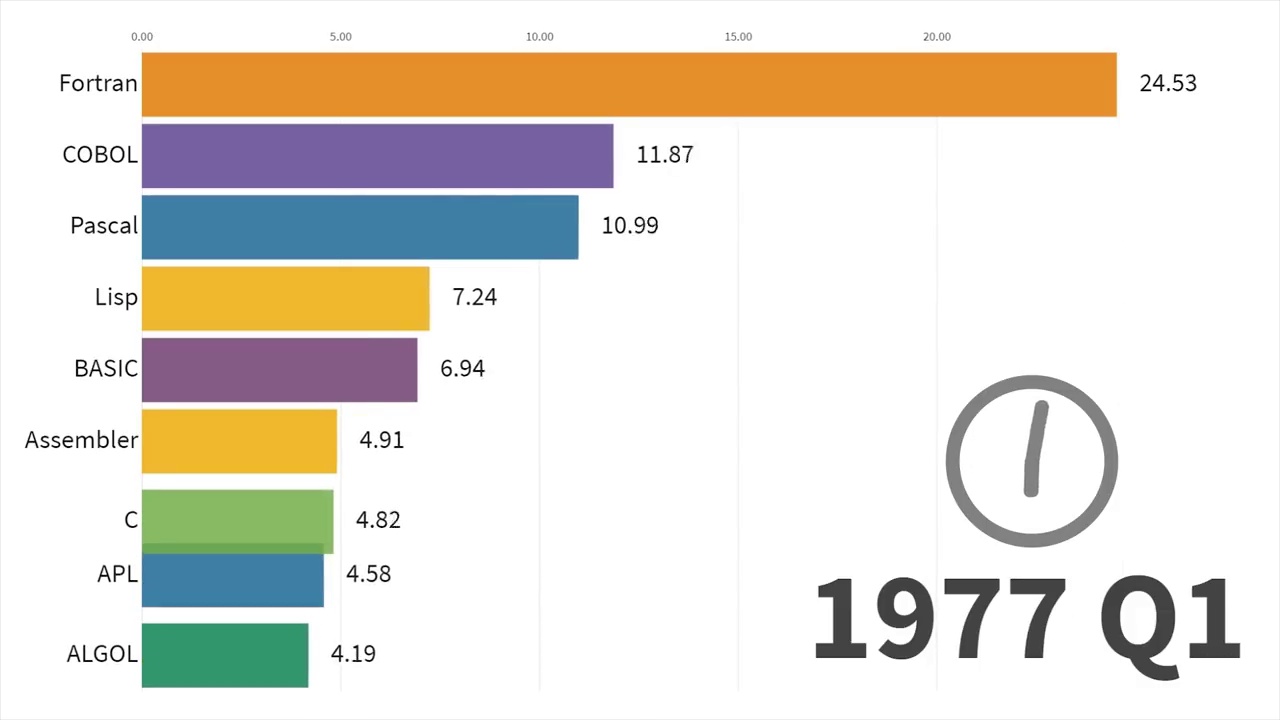 0.00 5.00 10.00 15.00 20.00
Fortran 24.53
COBOL 11.87
Pascal 10.99
Lisp 7.24
BASIC 6.94
Assembler 4.91
C 4.82
APL 4.58
ALGOL 4.19
1977 Q1